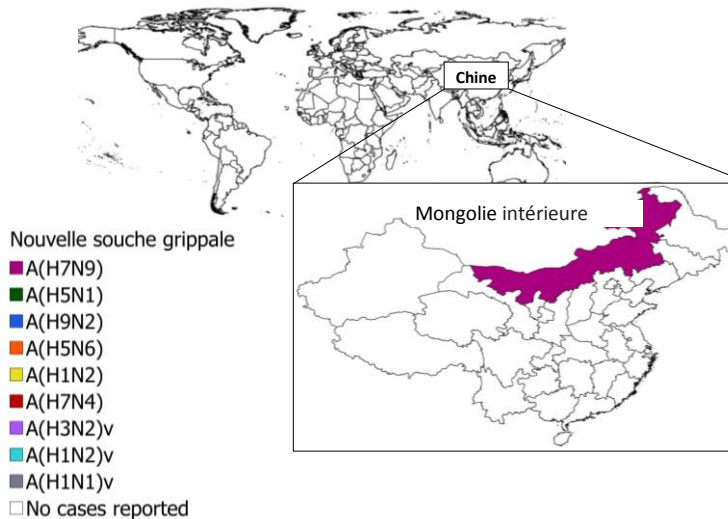 Chine
Mongolie intérieure
Nouvelle souche grippale
A(H7N9)
A(H5N1)
A(H9N2)
A(H5N6)
A(H1N2)
A(H7N4)
A(H3N2)v
A(H1N2)v
A(H1N1)v
No cases reported